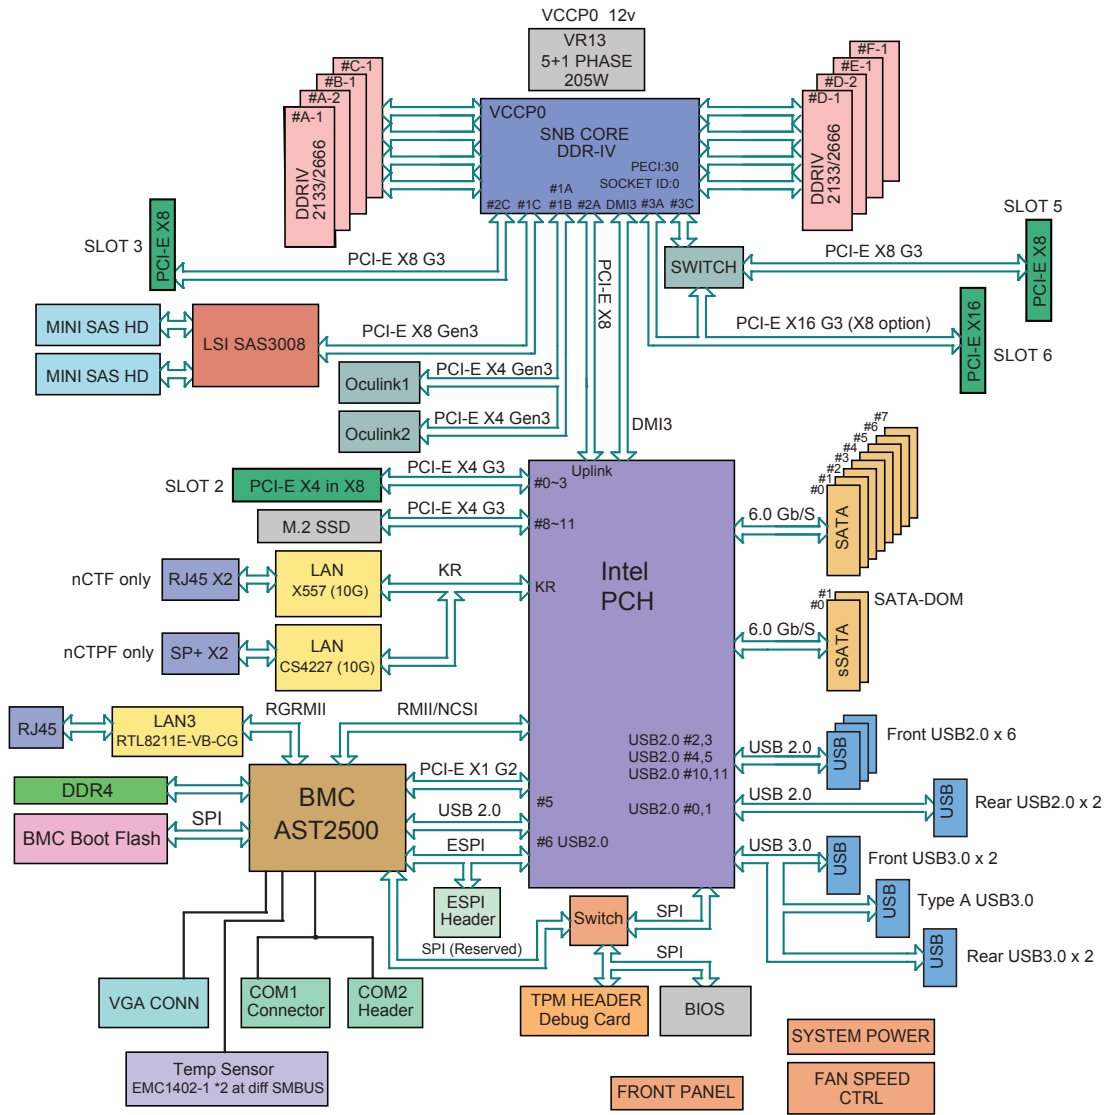 VCCP0 12v
VR13
5+1 PHASE
205W
#C-1
#B-1
#A-2
#A-1
DDRIV
2133/2666
VCCP0
SNB CORE
DDR-IV
PECI:30
SOCKET ID:0
#1A
#2C #1C #1B #2A DMI3 #3A #3C
#F-1
#E-1
#D-2
#D-1
DDRIV
2133/2666
SLOT 3
PCI-E X8
PCI-E X8 G3
SWITCH
PCI-E X8 G3
SLOT 5
PCI-E X8
PCI-E X16 G3 (X8 option)
PCI-E X16
SLOT 6
MINI SAS HD
MINI SAS HD
LSI SAS3008
PCI-E X8 Gen3
PCI-E X8
Oculink1
PCI-E X4 Gen3
Oculink2
PCI-E X4 Gen3
DMI3
Uplink
SLOT 2
PCI-E X4 in X8
PCI-E X4 G3
#0~3
M.2 SSD
PCI-E X4 G3
#8~11
Intel
PCH
6.0 Gb/S
#7
#6
#5
#4
#3
#2
#1
#0
SATA
nCTF only
RJ45 X2
LAN
X557 (10G)
KR
KR
nCTPF only
SP+ X2
LAN
CS4227 (10G)
6.0 Gb/S
#1
#0
sSATA
SATA-DOM
RJ45
LAN3
RTL8211E-VB-CG
RGRMII
RMII/NCSI
USB2.0 #2,3
USB2.0 #4,5
USB2.0 #10,11
USB 2.0
USB
Front USB2.0 x 6
DDR4
BMC Boot Flash
SPI
BMC
AST2500
PCI-E X1 G2
#5
USB 2.0
#6 USB2.0
ESPI
USB2.0 #0,1
USB 2.0
USB
Rear USB2.0 x 2
USB 3.0
USB
Front USB3.0 x 2
USB
Type A USB3.0
USB
Rear USB3.0 x 2
ESPI
Header
SPI (Reserved)
Switch
SPI
SPI
VGA CONN
COM1
Connector
COM2
Header
TPM HEADER
Debug Card
BIOS
Temp Sensor
EMC1402-1 *2 at diff SMBUS
FRONT PANEL
SYSTEM POWER
FAN SPEED
CTRL